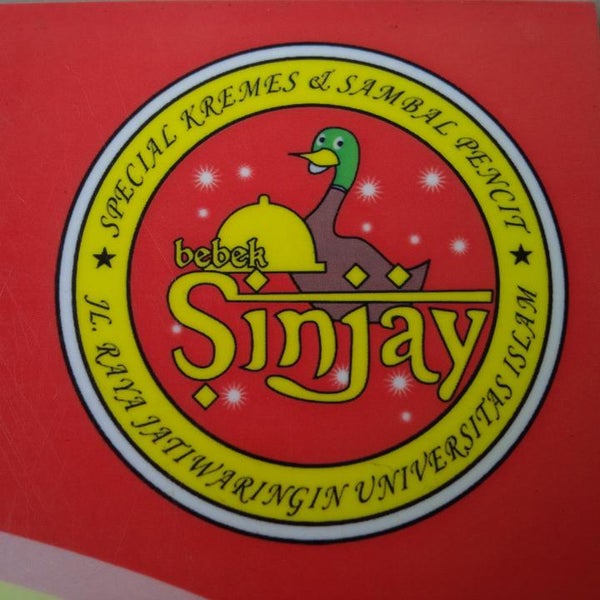 SPECIAL KREMES & SAMBAL PENCIT
bebek
Sinjay
JL. RAYA JATIWARINGIN UNIVERSITAS ISLAM